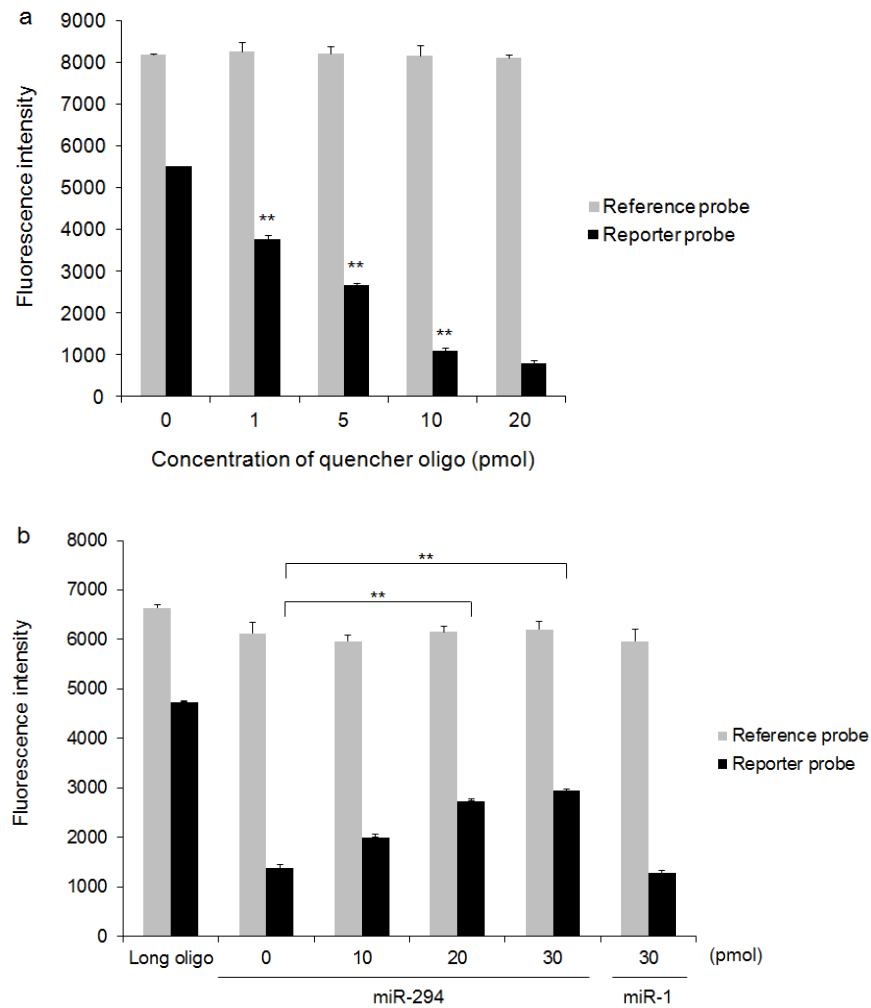 a
9000
8000
7000
6000
5000
4000
3000
2000
1000
0
Fluorescence intensity
**
**
**
0 1 5 10 20
Concentration of quencher oligo (pmol)
Reference probe
Reporter probe
b
8000
7000
6000
5000
4000
3000
2000
1000
0
Fluorescence intensity
**
**
Reference probe
Reporter probe
Long oligo 0 10 20 30 30 (pmol)
miR-294 miR-1